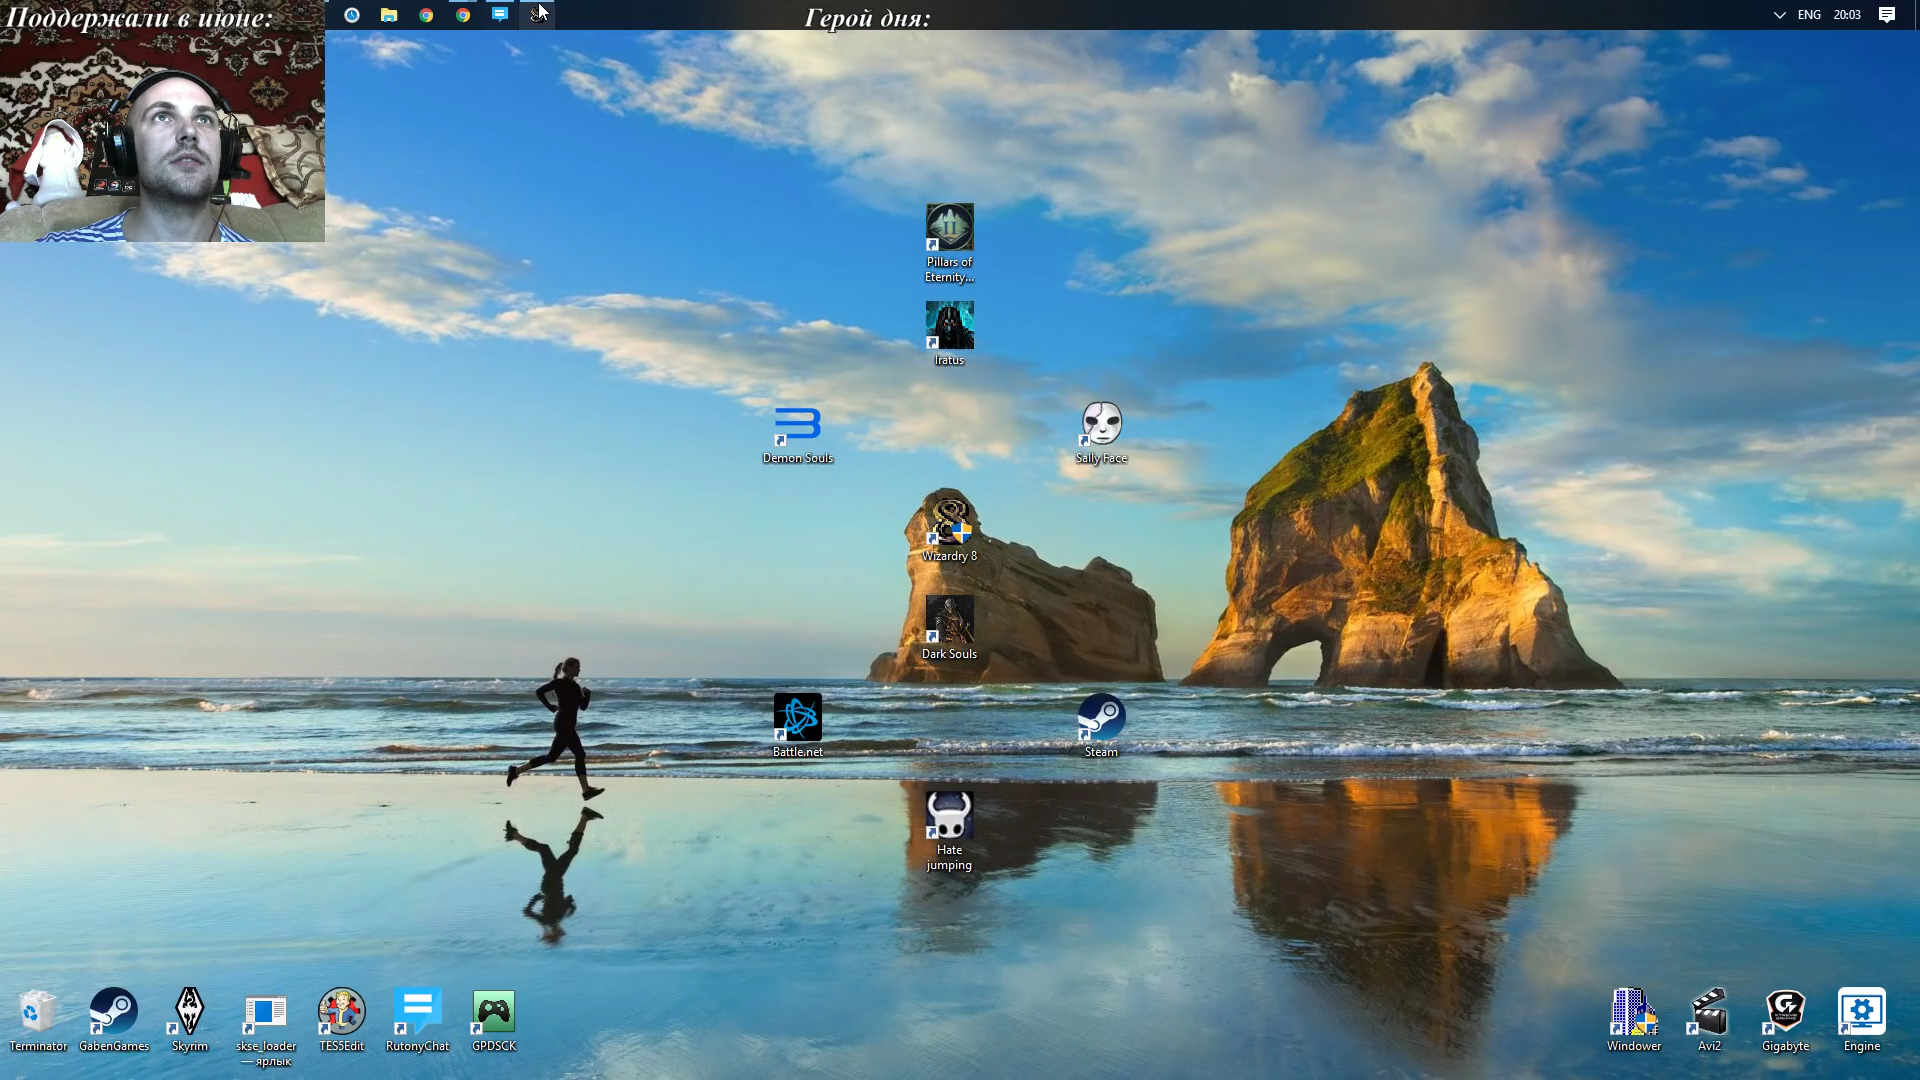 Поддержали в июне:
Герой дня:
ENG
20:03
Pillars of
Eternity...
Iratus
Demon Souls
Sally Face
Wizardry 8
Dark Souls
Battle.net
Steam
Hate
jumping
Terminator
GabenGames
Skyrim
skse_loader
— ярлык
TES5Edit
RutonyChat
GPDSCK
Windower
Avi2
Gigabyte
Engine